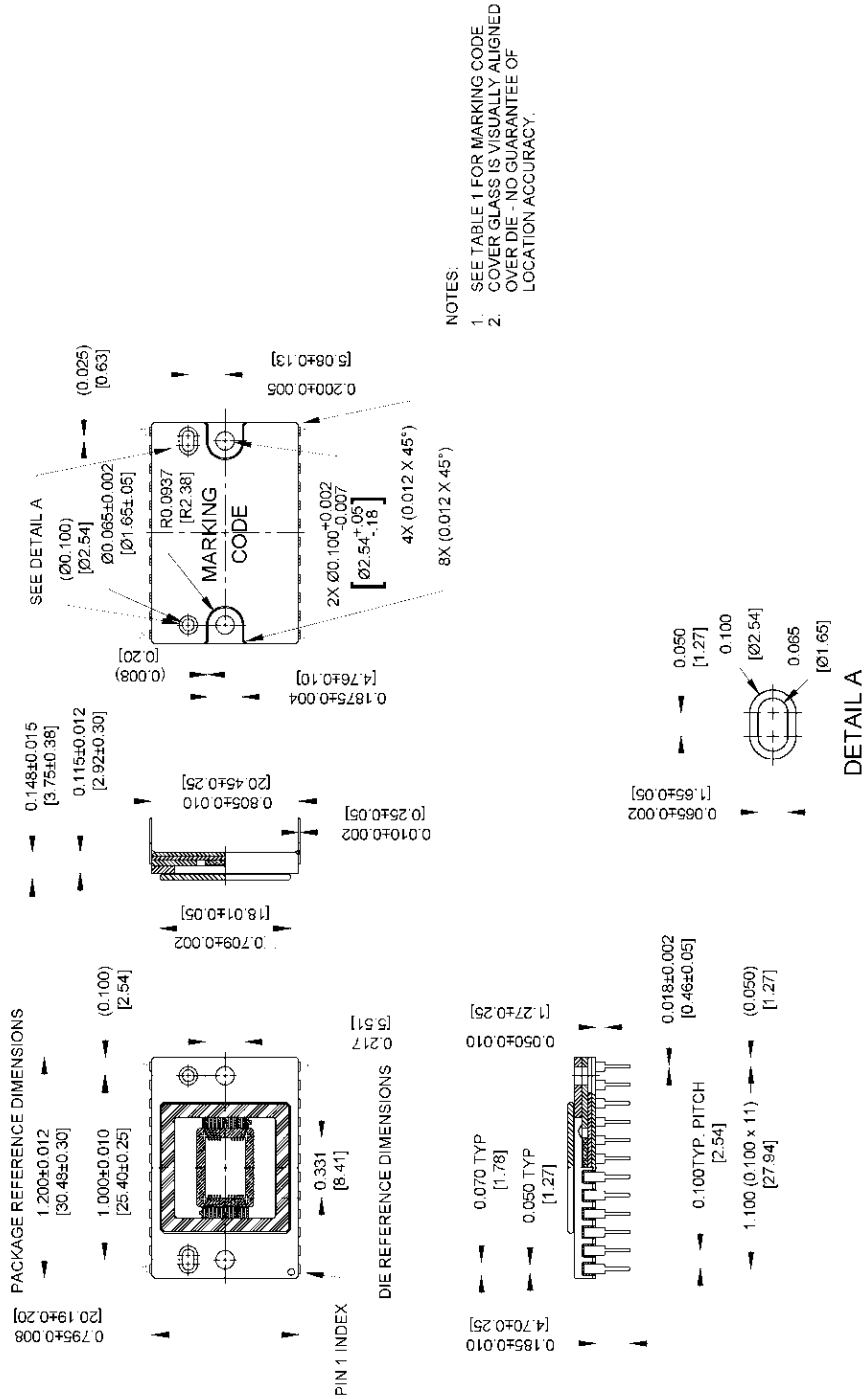 PACKAGE REFERENCE DIMENSIONS
1.200±0.012
[30.48±0.30]
1.000±0.010
[25.40±0.25]
(0.100)
[2.54]
0.795±0.008
[20.19±0.20]
PIN 1 INDEX
0.217
[5.51]
0.331
[8.41]
DIE REFERENCE DIMENSIONS
0.148±0.015
[3.75±0.38]
0.115±0.012
[2.92±0.30]
0.805±0.010
[20.45±0.25]
0.010±0.002
[0.25±0.05]
0.709±0.002
[18.01±0.05]
SEE DETAIL A
(Ø0.100)
[Ø2.54]
Ø0.065±0.002
[Ø1.65±.05]
R0.0937
[R2.38]
MARKING
CODE
(0.025)
[0.63]
0.200±0.005
[5.08±0.13]
(0.008)
[0.20]
0.1875±0.004
[4.76±0.10]
2X Ø0.100+0.002
-0.007
[Ø2.54+.05
-.18]
4X (0.012 X 45°)
8X (0.012 X 45°)
NOTES:
1. SEE TABLE 1 FOR MARKING CODE
2. COVER GLASS IS VISUALLY ALIGNED
OVER DIE - NO GUARANTEE OF
LOCATION ACCURACY.
0.070 TYP
[1.78]
0.050 TYP
[1.27]
0.185±0.010
[4.70±0.25]
0.050±0.010
[1.27±0.25]
0.018±0.002
[0.46±0.05]
0.100TYP. PITCH
[2.54]
1.100 (0.100 x 11)
[27.94]
(0.050)
[1.27]
0.050
[1.27]
0.100
[Ø2.54]
0.065
[Ø1.65]
0.065±0.002
[1.65±0.05]
DETAIL A